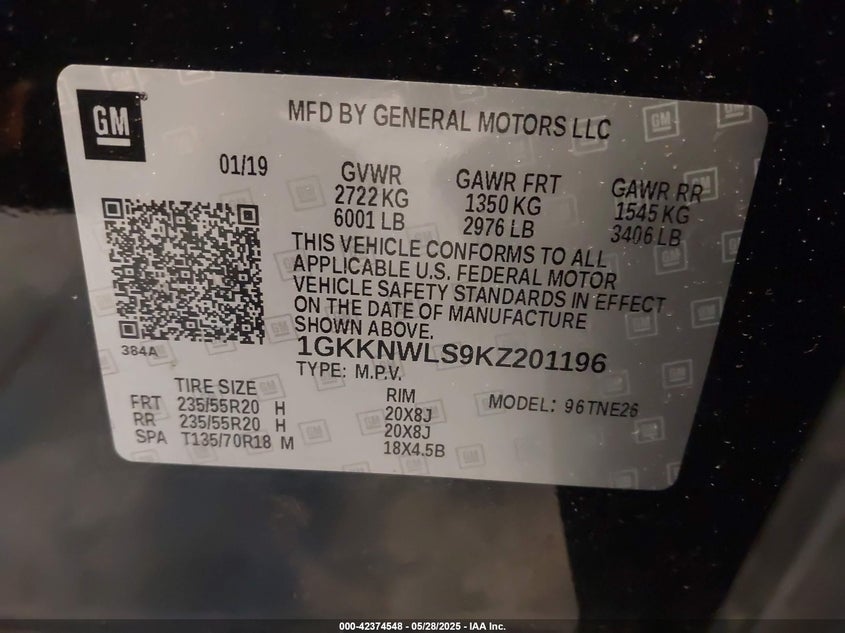 GM
MFD BY GENERAL MOTORS LLC
01/19
GVWR
2722 KG
6001 LB
GAWR FRT
1350 KG
2976 LB
GAWR RR
1545 KG
3406 LB
THIS VEHICLE CONFORMS TO ALL
APPLICABLE U.S. FEDERAL MOTOR
VEHICLE SAFETY STANDARDS IN EFFECT
ON THE DATE OF MANUFACTURE
SHOWN ABOVE.
384A
1GKKNWLS9KZ201196
TYPE: M.P.V.
MODEL: 96TNE26
TIRE SIZE RIM
FRT 235/55R20 H 20X8J
RR 235/55R20 H 20X8J
SPA T135/70R18 M 18X4.5B
000-42374548 - 05/28/2025 - IAA Inc.